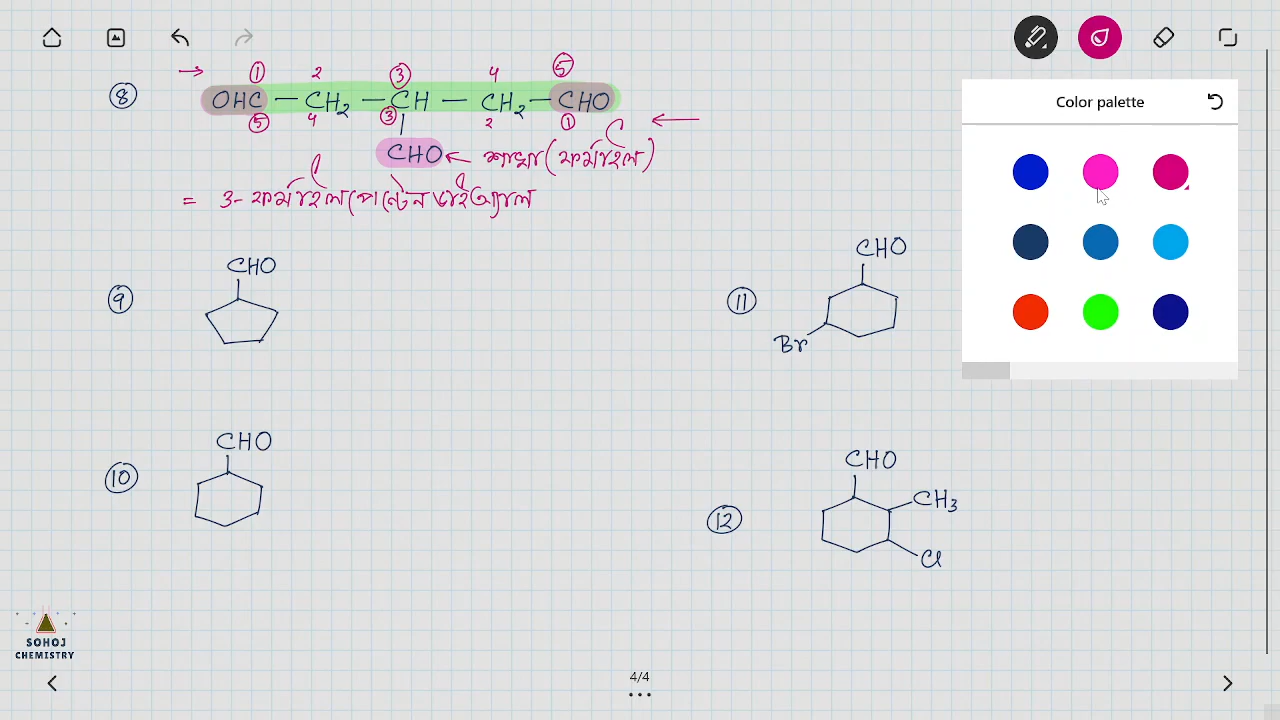 ① 2 ③ 4 ⑤
⑧ OHC — CH₂ — CH — CH₂ — CHO
⑤ 4 ③ 2 ①
CHO ← শাখা (ফর্মাইল)
= 3- ফর্মাইলপেন্টেনডাইঅ্যাল
⑨ CHO
⑪ CHO
Br
⑩ CHO
⑫ CHO
CH₃
Cl
Color palette
SOHOJ
CHEMISTRY
4/4